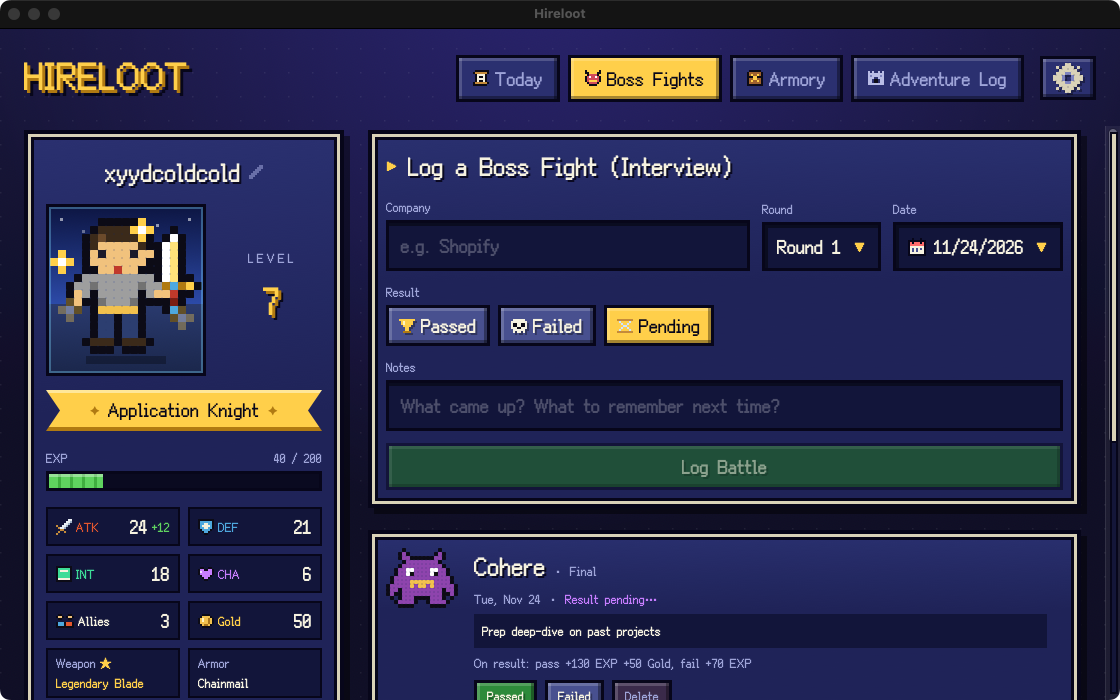 Hireloot
HIRELOOT
Today
Boss Fights
Armory
Adventure Log
xyydcoldcold
LEVEL
7
Application Knight
EXP 40 / 200
ATK 24 +12
DEF 21
INT 18
CHA 6
Allies 3
Gold 50
Weapon
Legendary Blade
Armor
Chainmail
Log a Boss Fight (Interview)
Company Round Date
e.g. Shopify Round 1 11/24/2026
Result
Passed Failed Pending
Notes
What came up? What to remember next time?
Log Battle
Cohere · Final
Tue, Nov 24 · Result pending···
Prep deep-dive on past projects
On result: pass +130 EXP +50 Gold, fail +70 EXP
Passed Failed Delete